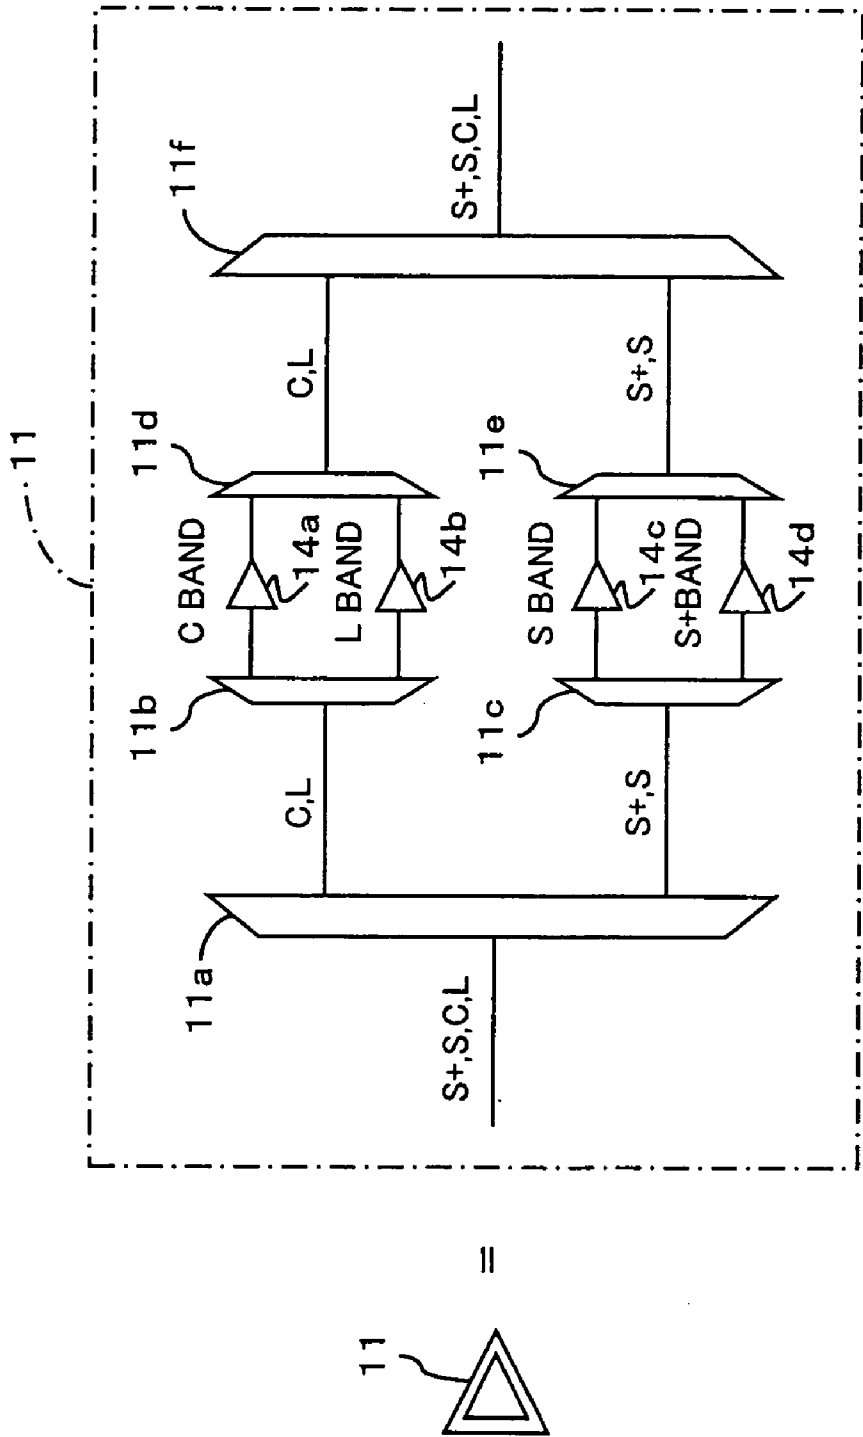 11
=
11
11a
S+,S,C,L
C,L
S+,S
11b
11c
C BAND
14a
L BAND
14b
S BAND
14c
S+BAND
14d
11d
11e
C,L
S+,S
11f
S+,S,C,L